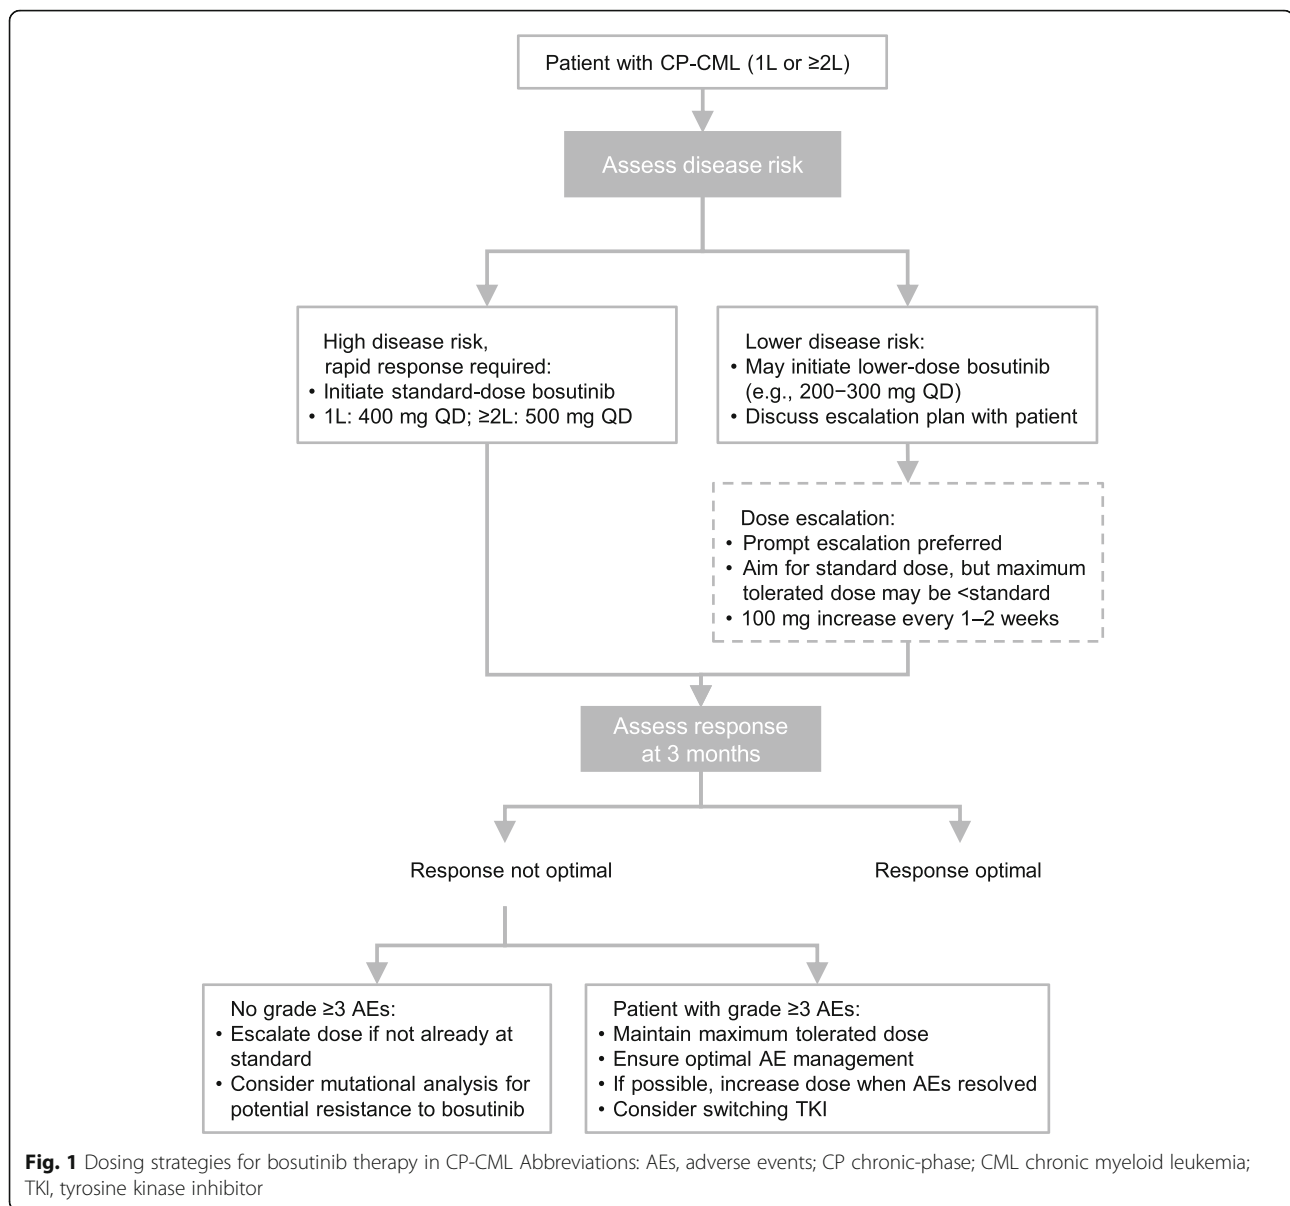 Patient with CP-CML (1L or ≥2L)
Assess disease risk
High disease risk,
rapid response required:
• Initiate standard-dose bosutinib
• 1L: 400 mg QD; ≥2L: 500 mg QD
Lower disease risk:
• May initiate lower-dose bosutinib
(e.g., 200–300 mg QD)
• Discuss escalation plan with patient
Dose escalation:
• Prompt escalation preferred
• Aim for standard dose, but maximum
tolerated dose may be <standard
• 100 mg increase every 1–2 weeks
Assess response
at 3 months
Response not optimal
Response optimal
No grade ≥3 AEs:
• Escalate dose if not already at
standard
• Consider mutational analysis for
potential resistance to bosutinib
Patient with grade ≥3 AEs:
• Maintain maximum tolerated dose
• Ensure optimal AE management
• If possible, increase dose when AEs resolved
• Consider switching TKI
Fig. 1 Dosing strategies for bosutinib therapy in CP-CML Abbreviations: AEs, adverse events; CP chronic-phase; CML chronic myeloid leukemia;
TKI, tyrosine kinase inhibitor